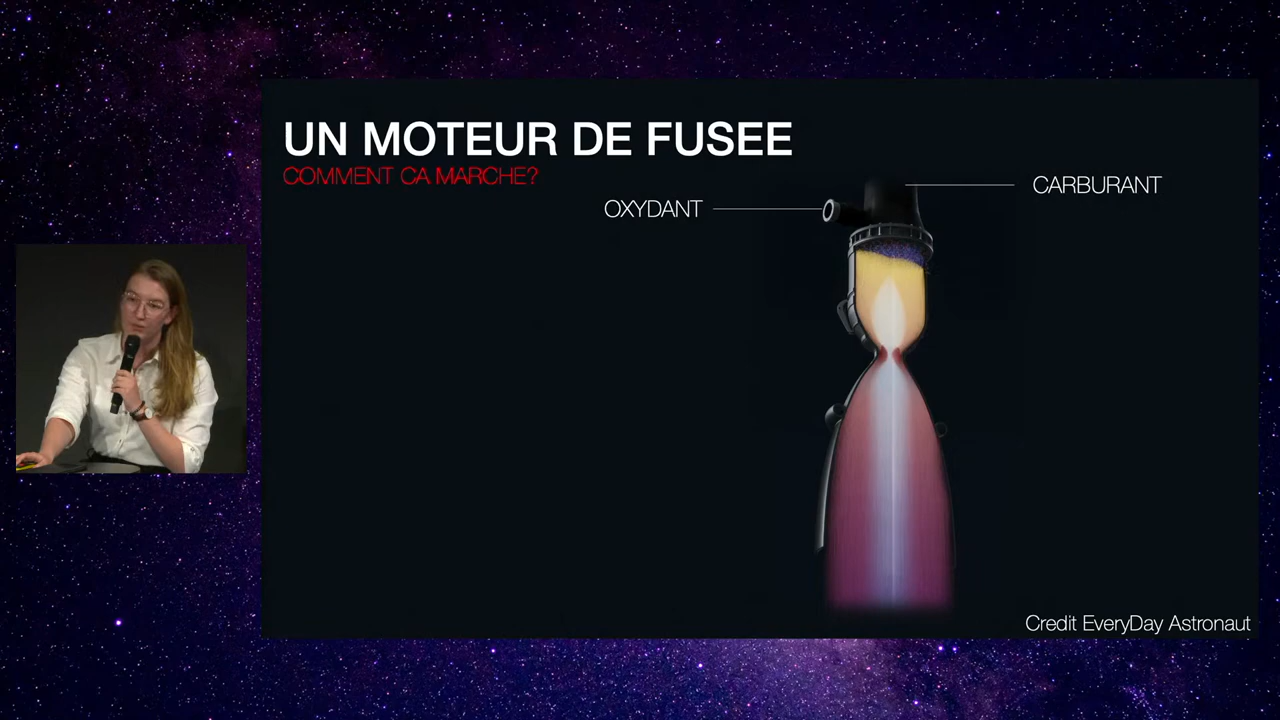 UN MOTEUR DE FUSEE
COMMENT CA MARCHE?
CARBURANT
OXYDANT
Credit EveryDay Astronaut